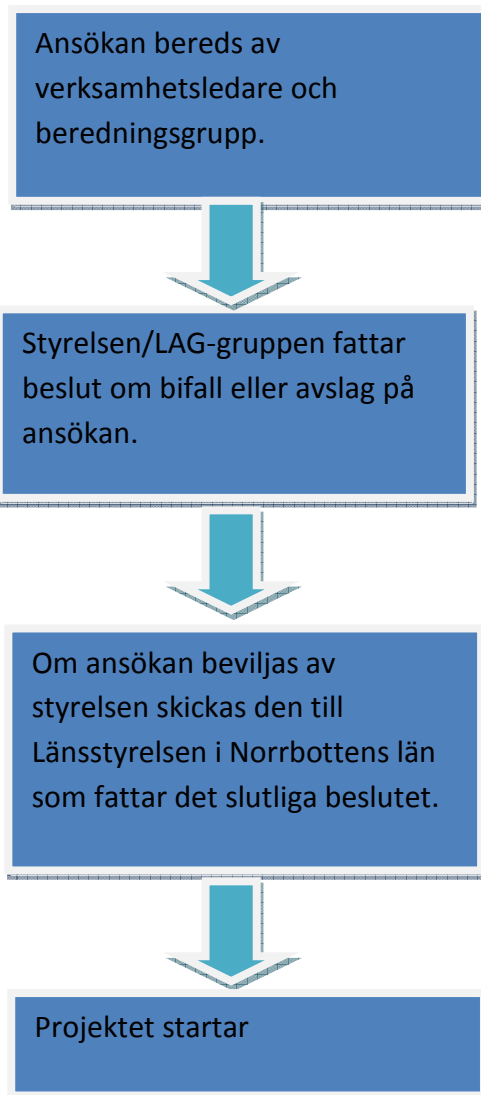 Ansökan bereds av
verksamhetsledare och
beredningsgrupp.
Styrelsen/LAG-gruppen fattar
beslut om bifall eller avslag på
ansökan.
Om ansökan beviljas av
styrelsen skickas den till
Länsstyrelsen i Norrbottens län
som fattar det slutliga beslutet.
Projektet startar